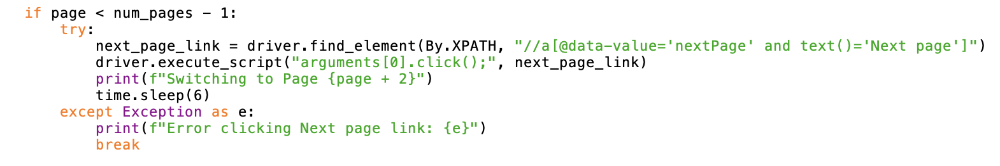 if page < num_pages - 1:
    try:
        next_page_link = driver.find_element(By.XPATH, "//a[@data-value='nextPage' and text()='Next page']")
        driver.execute_script("arguments[0].click();", next_page_link)
        print(f"Switching to Page {page + 2}")
        time.sleep(6)
    except Exception as e:
        print(f"Error clicking Next page link: {e}")
        break